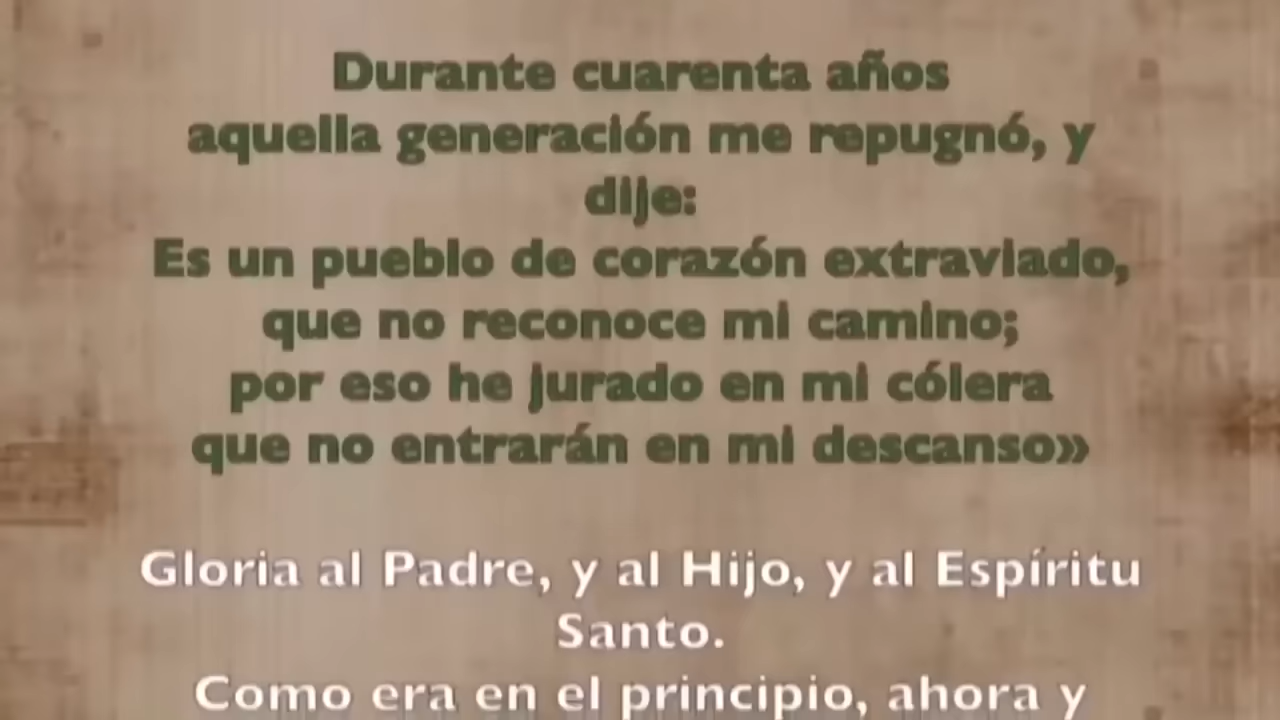 Durante cuarenta años
aquella generación me repugnó, y
dije:
Es un pueblo de corazón extraviado,
que no reconoce mi camino;
por eso he jurado en mi cólera
que no entrarán en mi descanso»
Gloria al Padre, y al Hijo, y al Espíritu
Santo.
Como era en el principio, ahora y